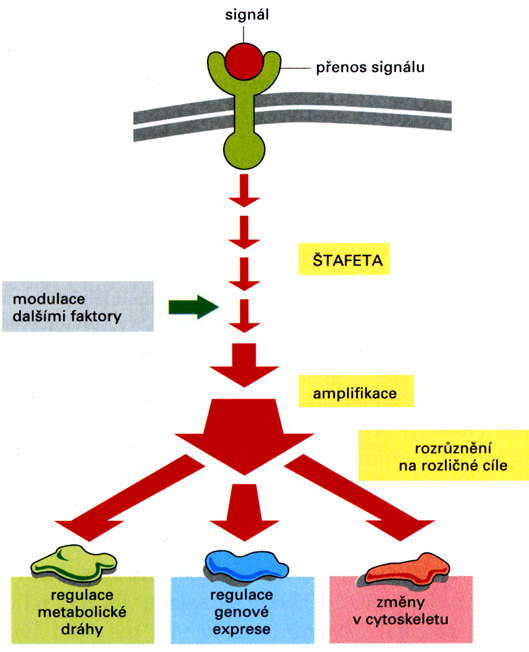 signál
přenos signálu
ŠTAFETA
modulace
dalšími faktory
amplifikace
rozrůznění
na rozličné cíle
regulace
metabolické
dráhy
regulace
genové
exprese
změny
v cytoskeletu